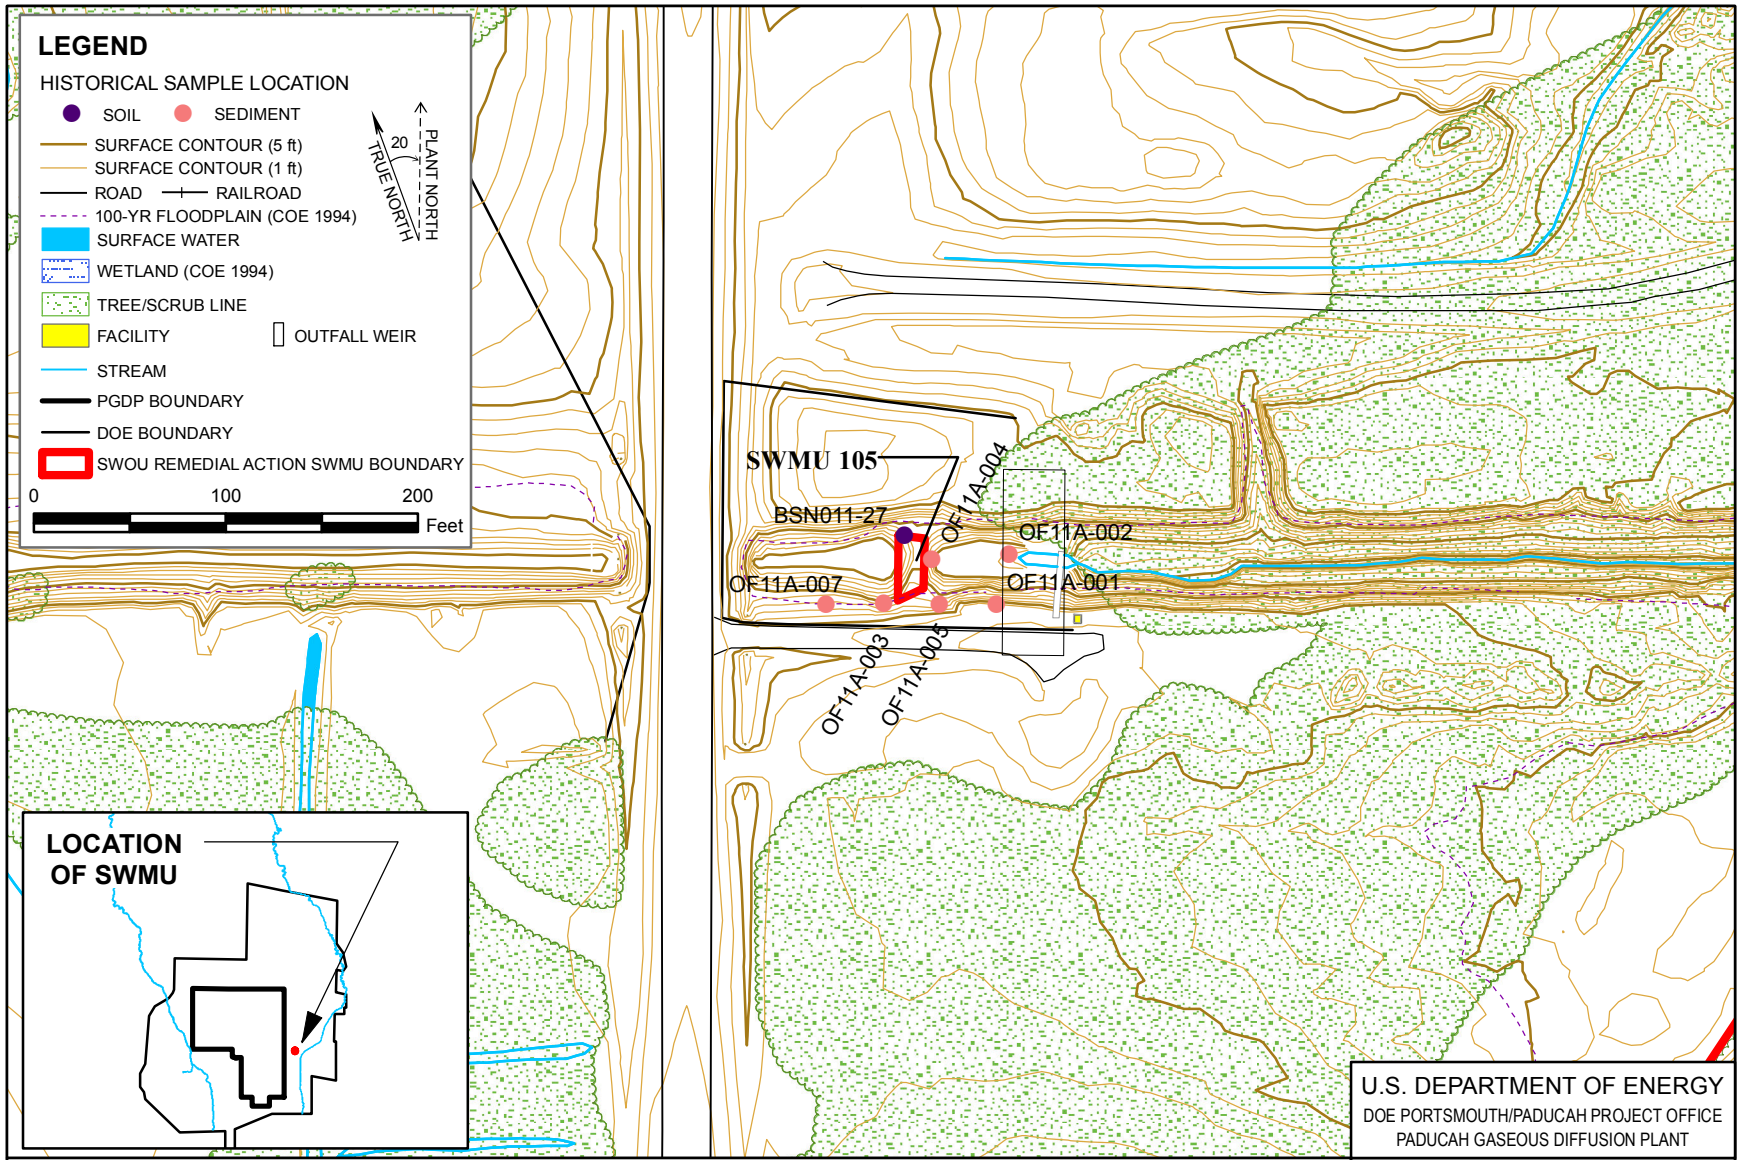 LEGEND
HISTORICAL SAMPLE LOCATION
SOIL SEDIMENT
SURFACE CONTOUR (5 ft)
SURFACE CONTOUR (1 ft)
ROAD RAILROAD
100-YR FLOODPLAIN (COE 1994)
SURFACE WATER
WETLAND (COE 1994)
TREE/SCRUB LINE
FACILITY OUTFALL WEIR
STREAM
PGDP BOUNDARY
DOE BOUNDARY
SWOU REMEDIAL ACTION SWMU BOUNDARY
0 100 200
Feet
20
TRUE NORTH
PLANT NORTH
SWMU 105
BSN011-27
OF11A-004
OF11A-002
OF11A-007
OF11A-001
OF11A-003
OF11A-005
LOCATION
OF SWMU
U.S. DEPARTMENT OF ENERGY
DOE PORTSMOUTH/PADUCAH PROJECT OFFICE
PADUCAH GASEOUS DIFFUSION PLANT